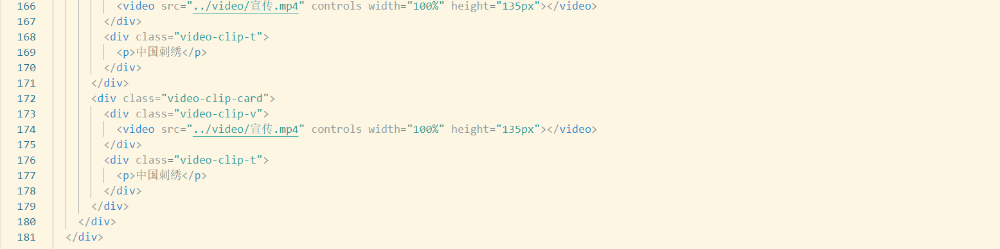 166 <video src="../video/宣传.mp4" controls width="100%" height="135px"></video>
167 </div>
168 <div class="video-clip-t">
169 <p>中国刺绣</p>
170 </div>
171 </div>
172 <div class="video-clip-card">
173 <div class="video-clip-v">
174 <video src="../video/宣传.mp4" controls width="100%" height="135px"></video>
175 </div>
176 <div class="video-clip-t">
177 <p>中国刺绣</p>
178 </div>
179 </div>
180 </div>
181 </div>